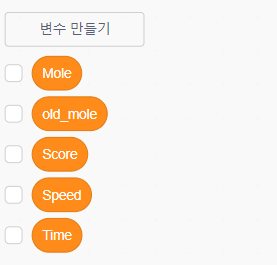 변수 만들기
Mole
old_mole
Score
Speed
Time